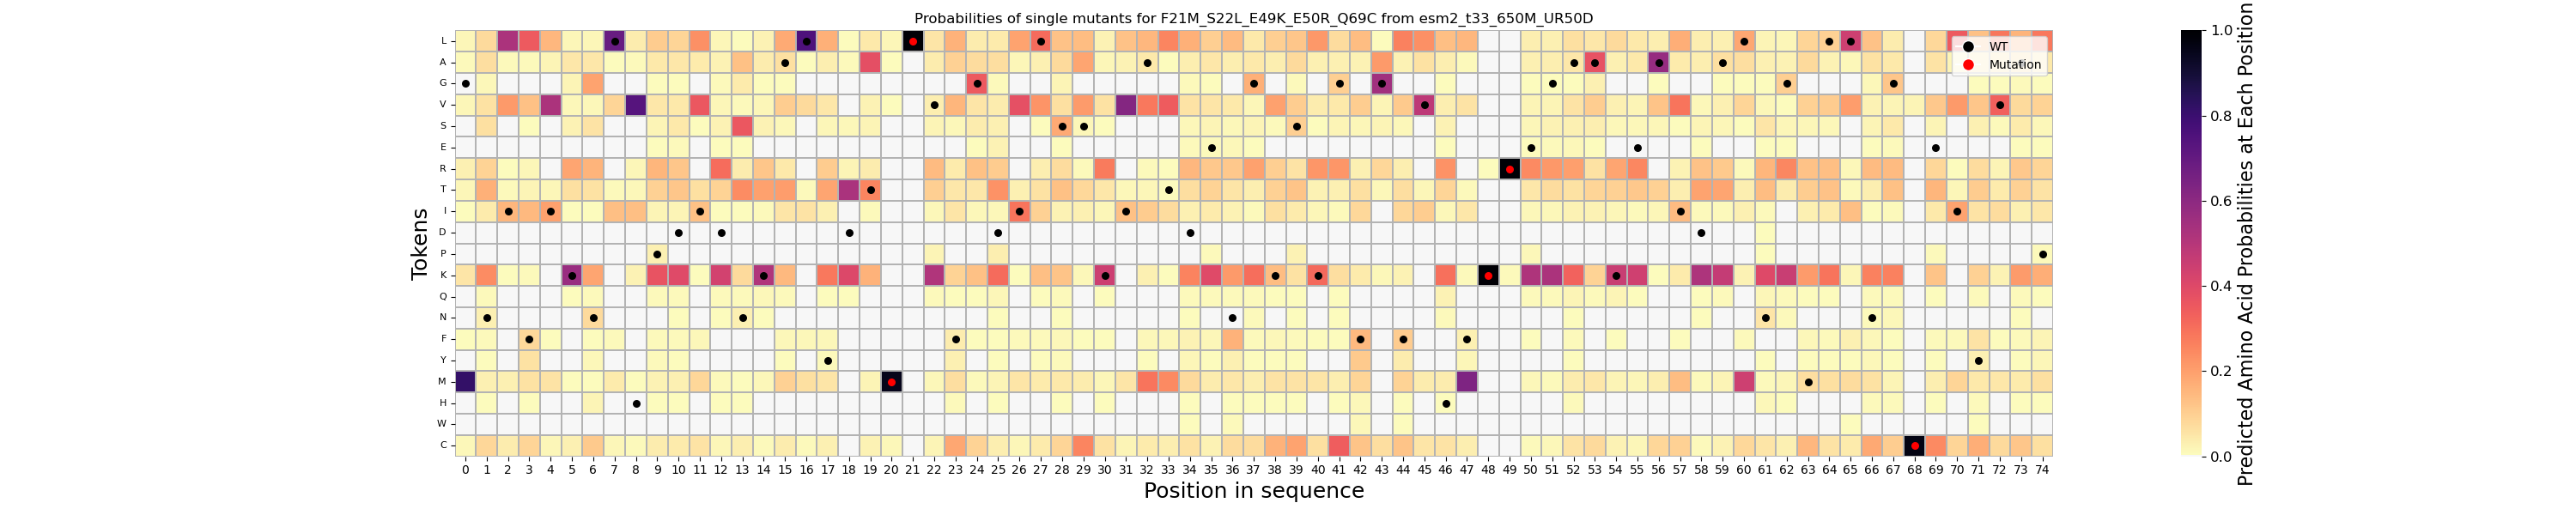 Probabilities of single mutants for F21M_S22L_E49K_E50R_Q69C from esm2_t33_650M_UR50D
L
A
G
V
S
E
R
T
I
D
P
K
Q
N
F
Y
M
H
W
C
Tokens
0 1 2 3 4 5 6 7 8 9 10 11 12 13 14 15 16 17 18 19 20 21 22 23 24 25 26 27 28 29 30 31 32 33 34 35 36 37 38 39 40 41 42 43 44 45 46 47 48 49 50 51 52 53 54 55 56 57 58 59 60 61 62 63 64 65 66 67 68 69 70 71 72 73 74
Position in sequence
WT
Mutation
1.0
0.8
0.6
0.4
0.2
0.0
Predicted Amino Acid Probabilities at Each Position